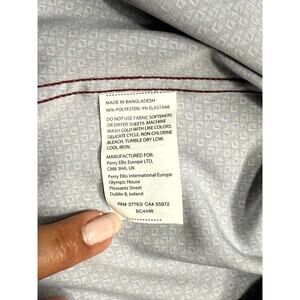 MADE IN BANGLADESH
96% POLYESTER/ 4% ELASTANE
DO NOT USE FABRIC SOFTENERS
OR DRYER SHEETS. MACHINE
WASH COLD WITH LIKE COLORS.
DELICATE CYCLE. NON-CHLORINE
BLEACH, TUMBLE DRY LOW.
COOL IRON.
MANUFACTURED FOR:
Perry Ellis Europe LTD,
CM8 3HA, UK
Perry Ellis International Europe
Olympic House
Pleasants Street
Dublin 8, Ireland
RN# 37763/ CA# 55972
BC4498